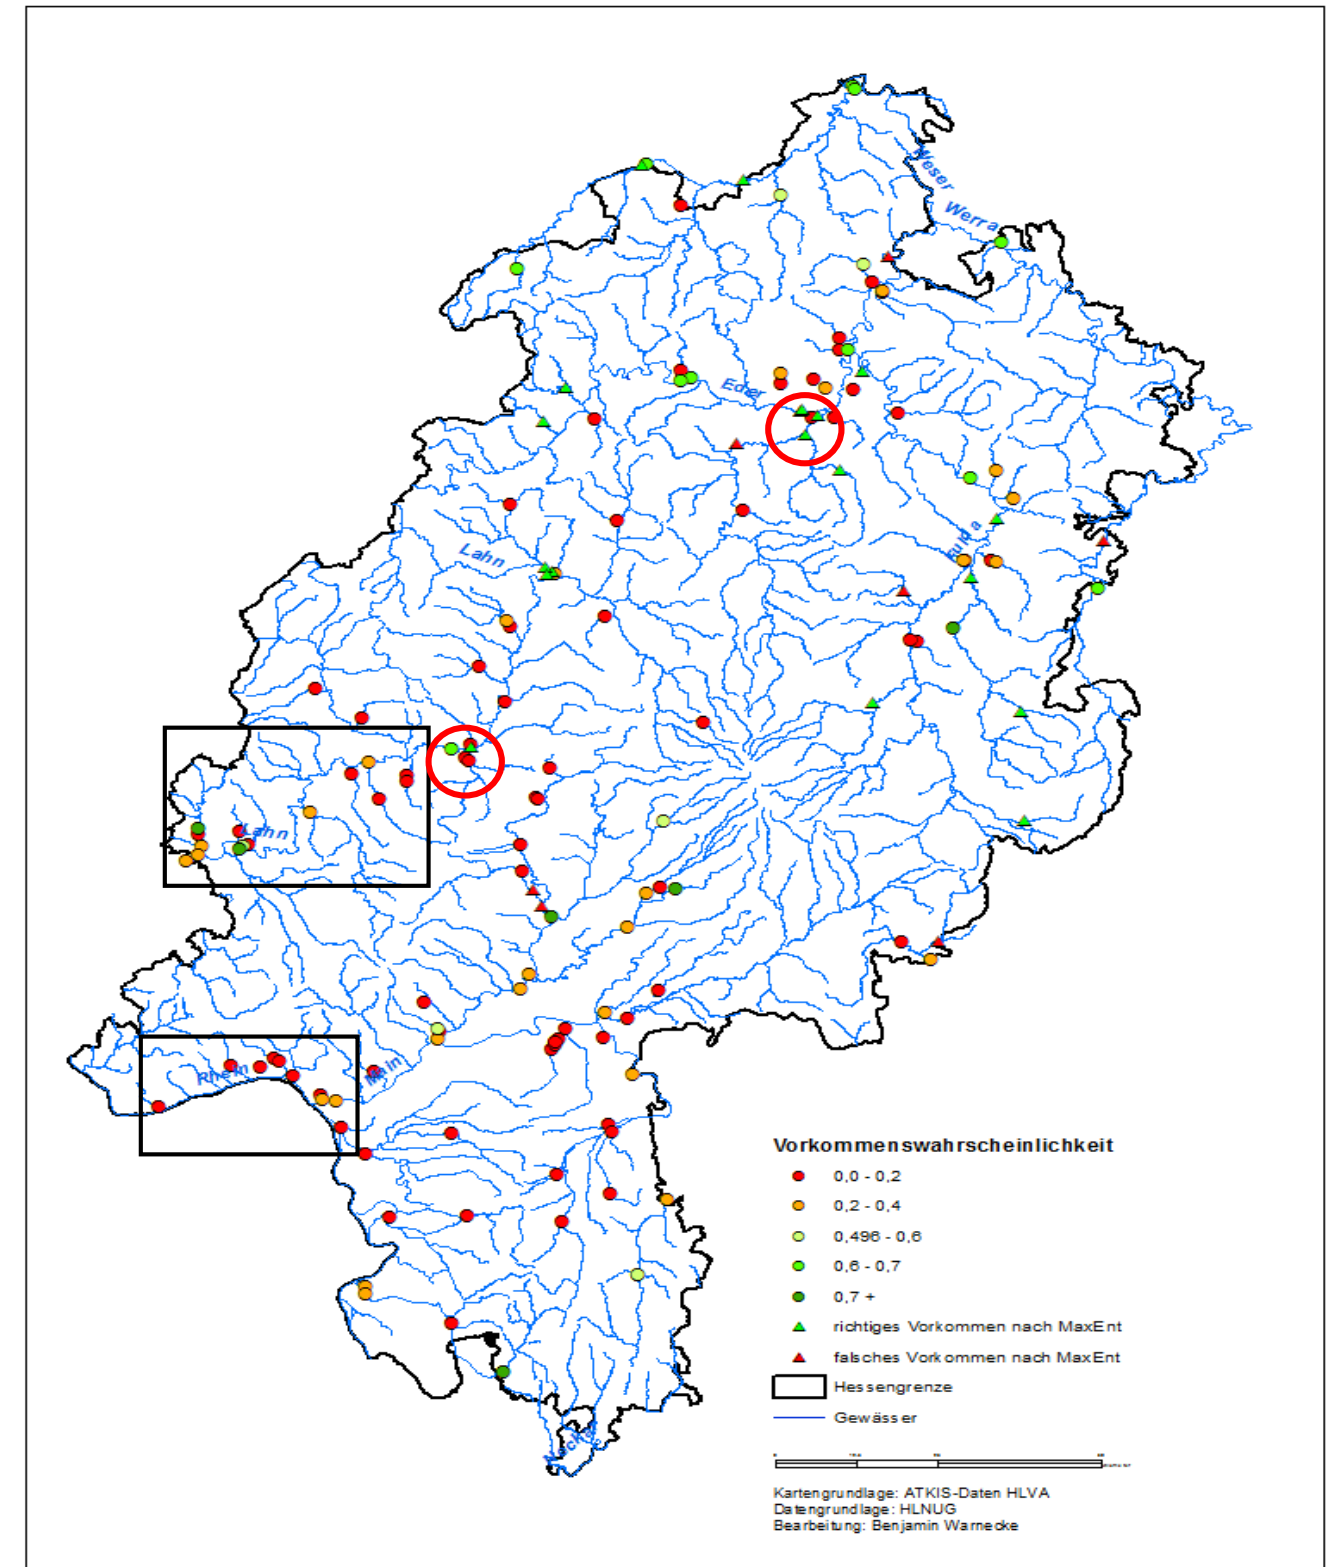 Weser
Werra
Eder
Fulda
Lahn
Lahn
Rhein
Main
Neckar
Vorkommenswahrscheinlichkeit
0,0 - 0,2
0,2 - 0,4
0,496 - 0,6
0,6 - 0,7
0,7 +
richtiges Vorkommen nach MaxEnt
falsches Vorkommen nach MaxEnt
Hessengrenze
Gewässer
Kartengrundlage: ATKIS-Daten HLVA
Datengrundlage: HLNUG
Bearbeitung: Benjamin Warnecke